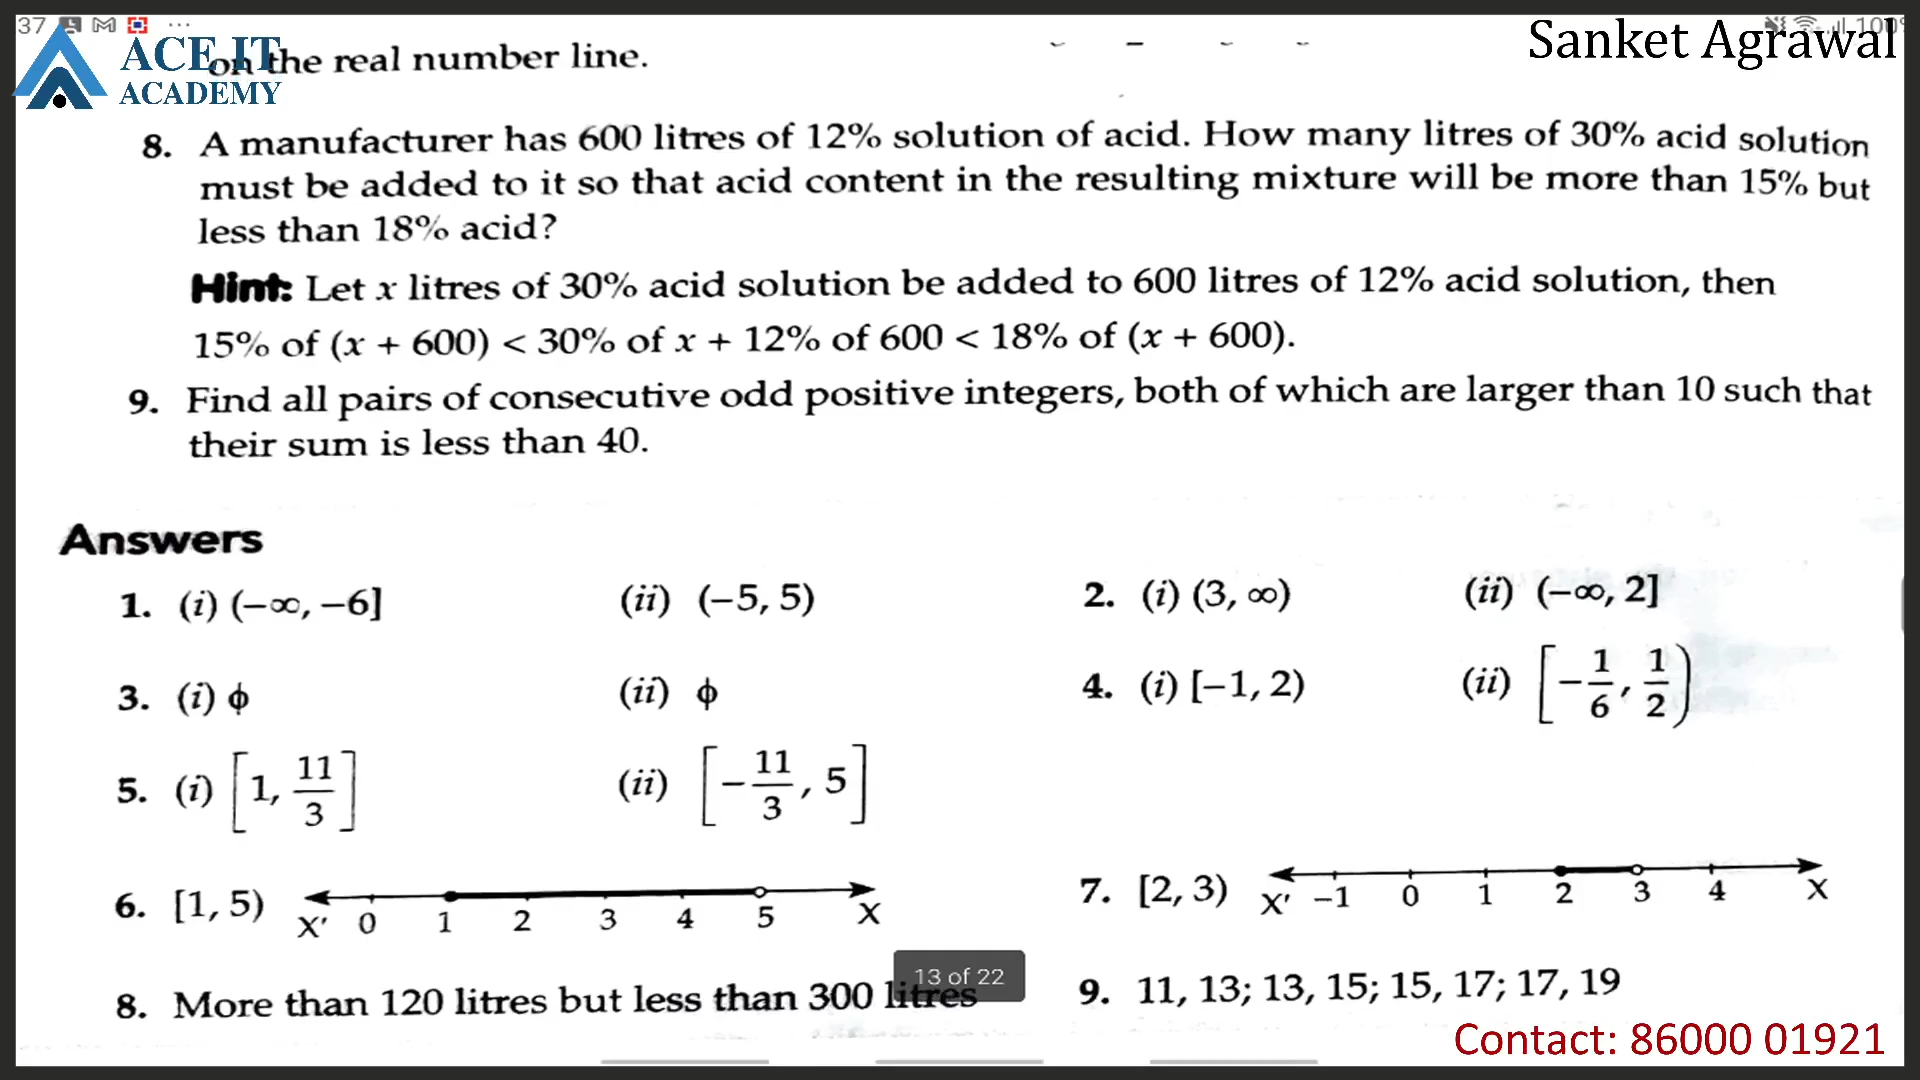 37 100%
Sanket Agrawal
ACE IT
ACADEMY
on the real number line.
8. A manufacturer has 600 litres of 12% solution of acid. How many litres of 30% acid solution
must be added to it so that acid content in the resulting mixture will be more than 15% but
less than 18% acid?
Hint: Let x litres of 30% acid solution be added to 600 litres of 12% acid solution, then
15% of (x + 600) < 30% of x + 12% of 600 < 18% of (x + 600).
9. Find all pairs of consecutive odd positive integers, both of which are larger than 10 such that
their sum is less than 40.
Answers
1. (i) (−∞, −6] (ii) (−5, 5) 2. (i) (3, ∞) (ii) (−∞, 2]
3. (i) ϕ (ii) ϕ 4. (i) [−1, 2) (ii) [−1/6, 1/2)
5. (i) [1, 11/3] (ii) [−11/3, 5]
6. [1, 5) X′ 0 1 2 3 4 5 X 7. [2, 3) X′ −1 0 1 2 3 4 X
13 of 22
8. More than 120 litres but less than 300 litres 9. 11, 13; 13, 15; 15, 17; 17, 19
Contact: 86000 01921